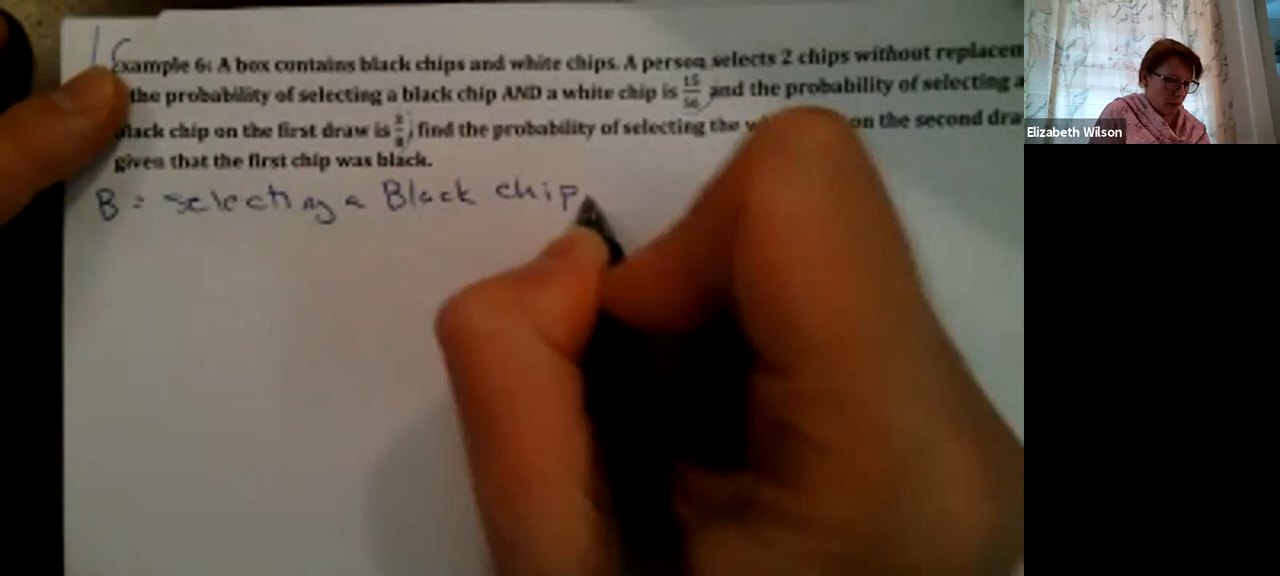 Example 6: A box contains black chips and white chips. A person selects 2 chips without
the probability of selecting a black chip AND a white chip is 15/56, and the probability of selecting a
black chip on the first draw is 3/8, find the probability of selecting the on the second
given that the first chip was black.
B = selecting a Black chip
Elizabeth Wilson